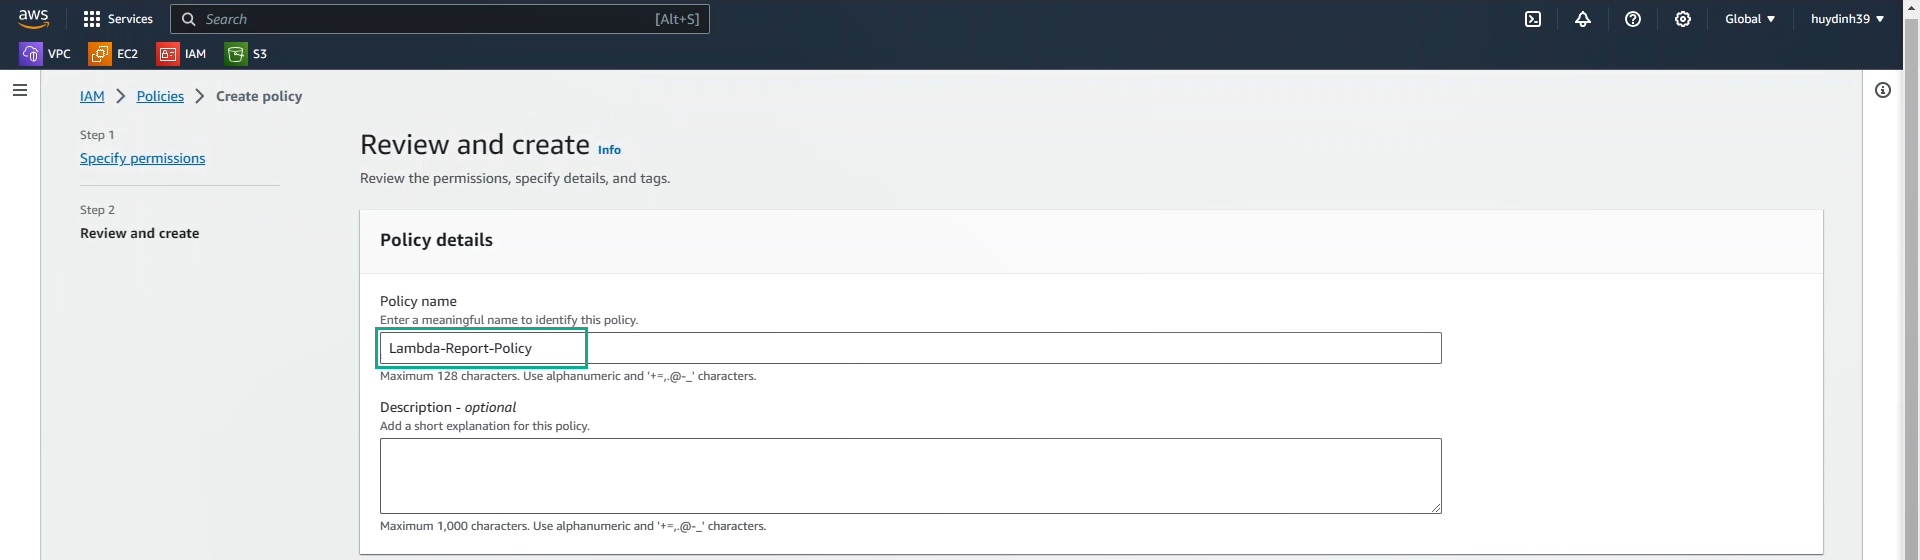 aws Services Search [Alt+S] Global huydinh39
VPC EC2 IAM S3
IAM Policies Create policy
Step 1
Specify permissions
Step 2
Review and create
Review and create Info
Review the permissions, specify details, and tags.
Policy details
Policy name
Enter a meaningful name to identify this policy.
Lambda-Report-Policy
Maximum 128 characters. Use alphanumeric and '+=,.@-_' characters.
Description - optional
Add a short explanation for this policy.
Maximum 1,000 characters. Use alphanumeric and '+=,.@-_' characters.